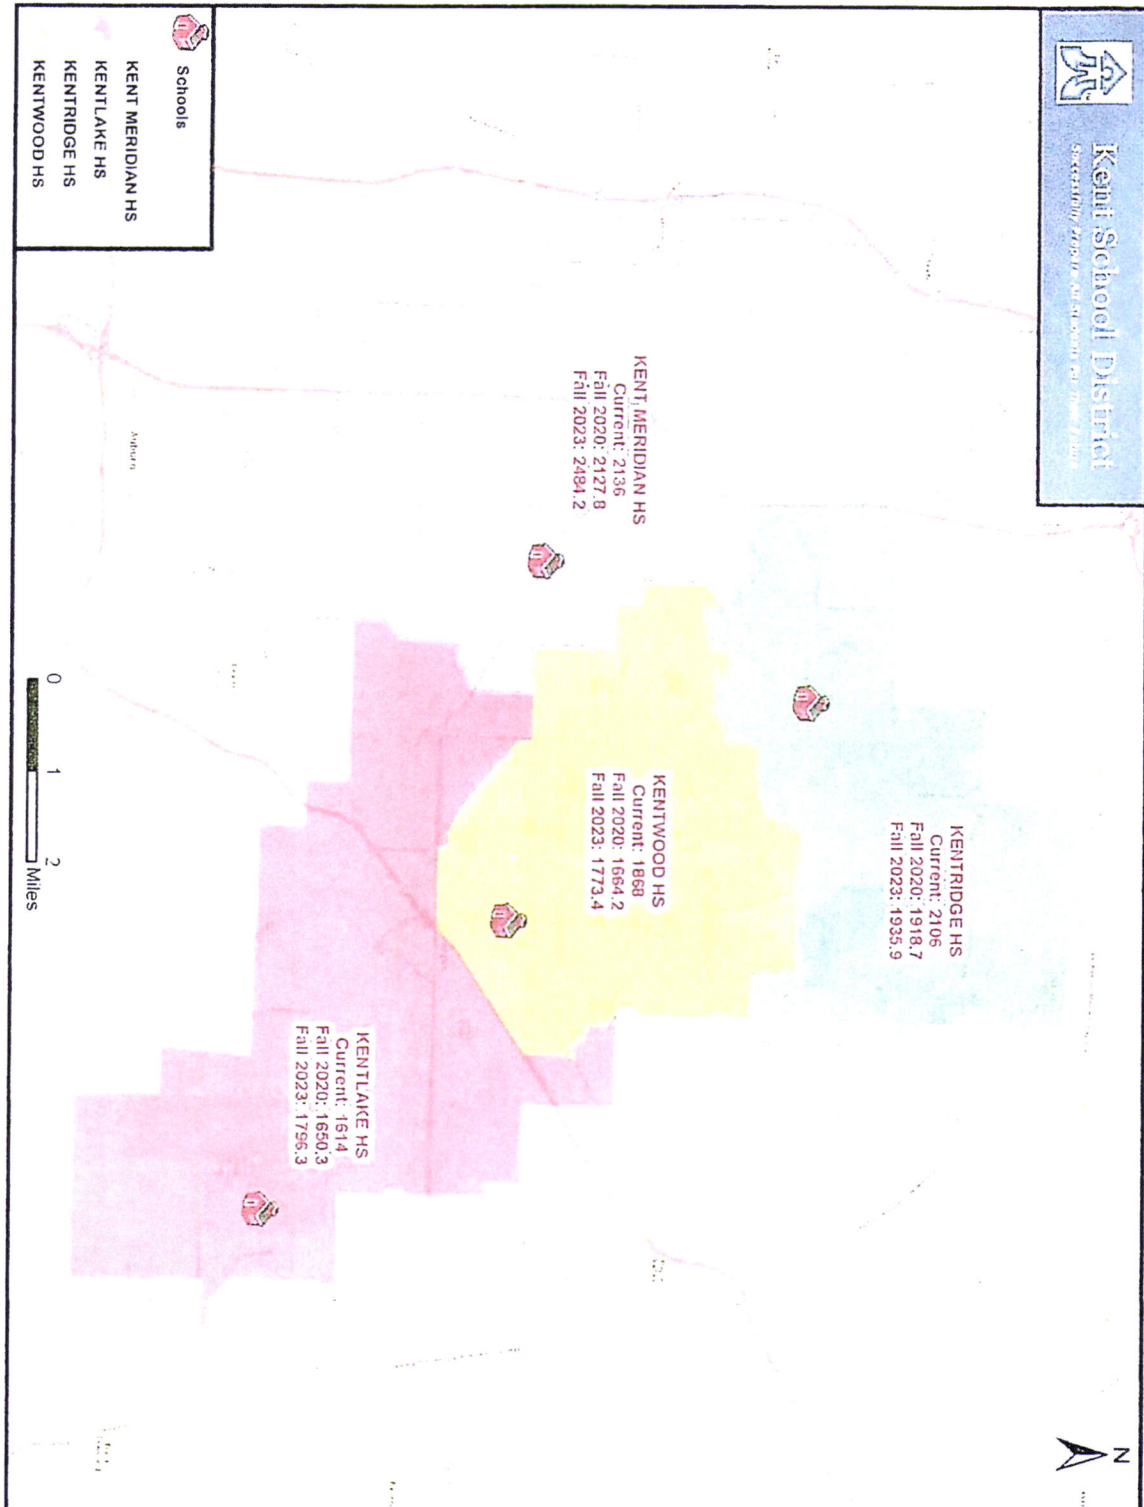 Kent School District
KENTRIDGE HS
Current: 2106
Fall 2020: 1918.7
Fall 2023: 1935.9
KENT MERIDIAN HS
Current: 2136
Fall 2020: 2127.8
Fall 2023: 2484.2
KENTWOOD HS
Current: 1868
Fall 2020: 1664.2
Fall 2023: 1773.4
KENTLAKE HS
Current: 1614
Fall 2020: 1650.3
Fall 2023: 1796.3
N
Auburn
Schools
KENT MERIDIAN HS
KENTLAKE HS
KENTRIDGE HS
KENTWOOD HS
0 1 2
Miles